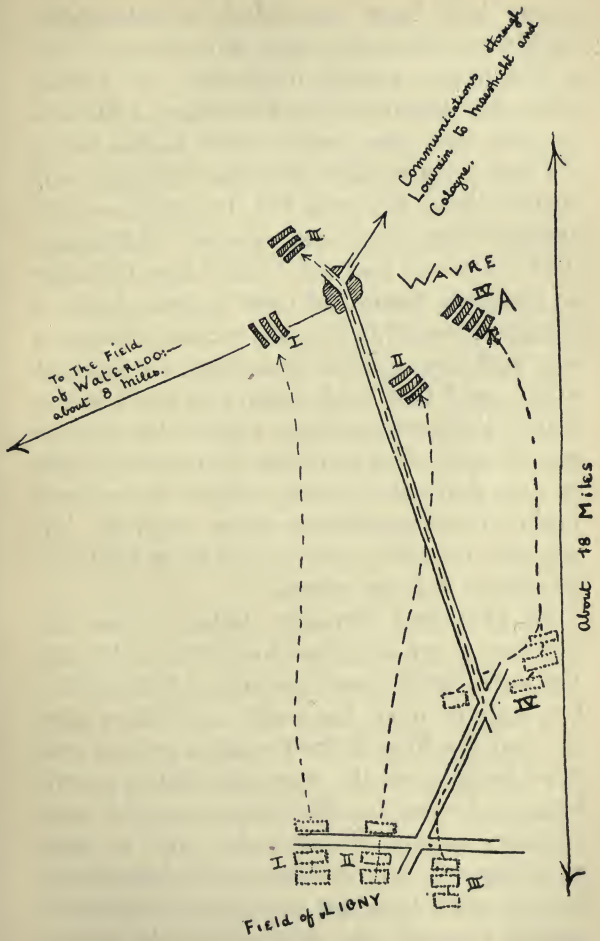 Communications through
Louvain to Maestricht and
Cologne.
III
WAVRE
IV
A
I
II
To The Field
of WATERLOO:—
about 8 miles.
About 18 Miles
IV
I
II
III
Field of LIGNY